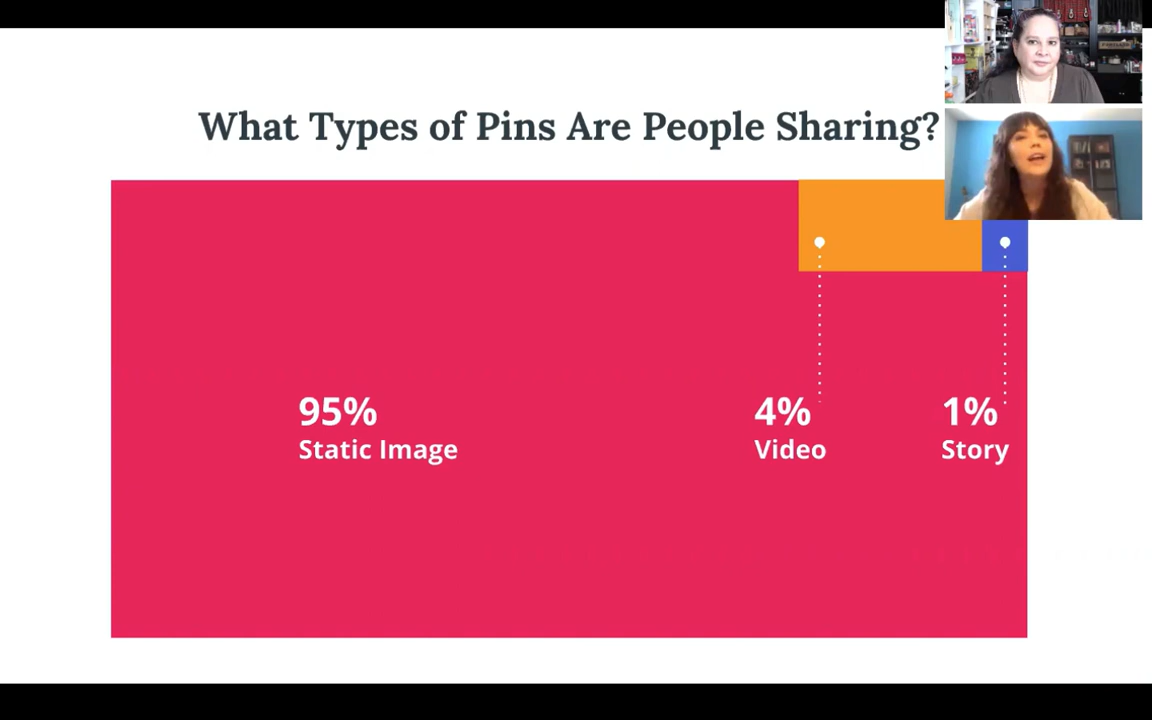 What Types of Pins Are People Sharing?
95%
Static Image
4%
Video
1%
Story